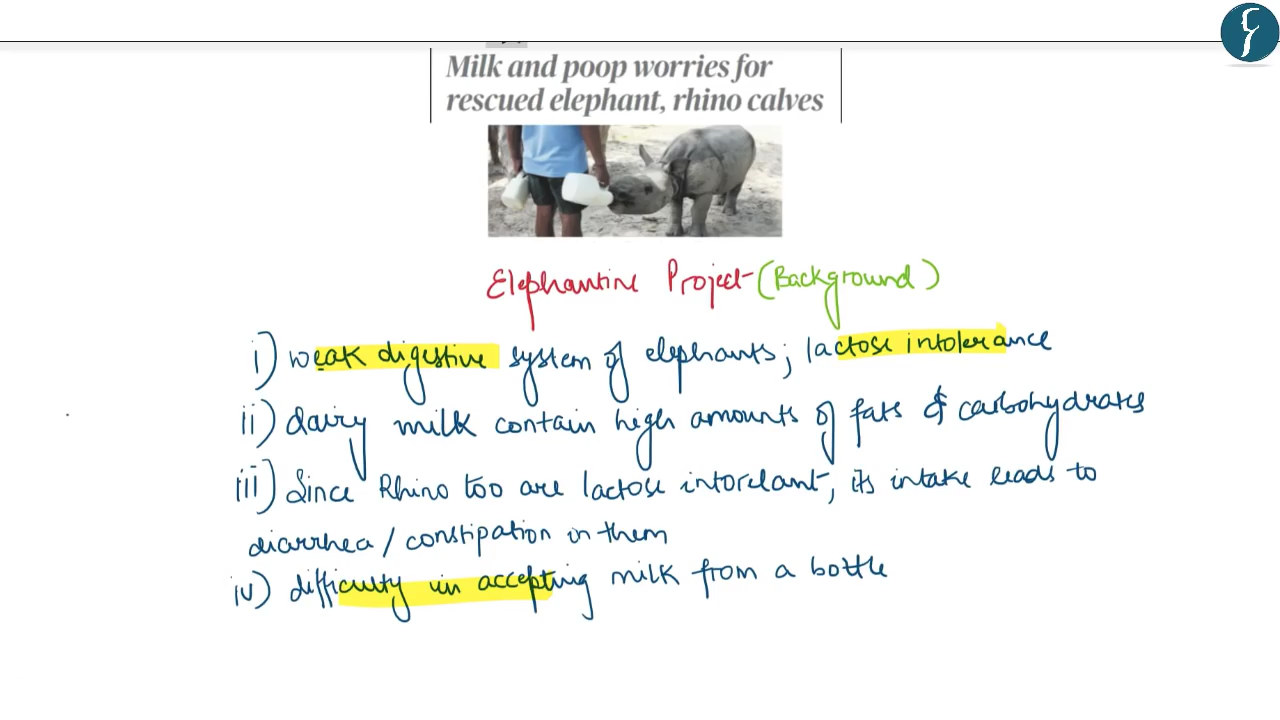 Milk and poop worries for
rescued elephant, rhino calves
Elephantine Project (Background)
i) weak digestive system of elephants; lactose intolerance
ii) dairy milk contain high amounts of fats & carbohydrates
iii) Since Rhino too are lactose intorelant, its intake leads to
diarrhea / constipation in them
iv) difficulty in accepting milk from a bottle